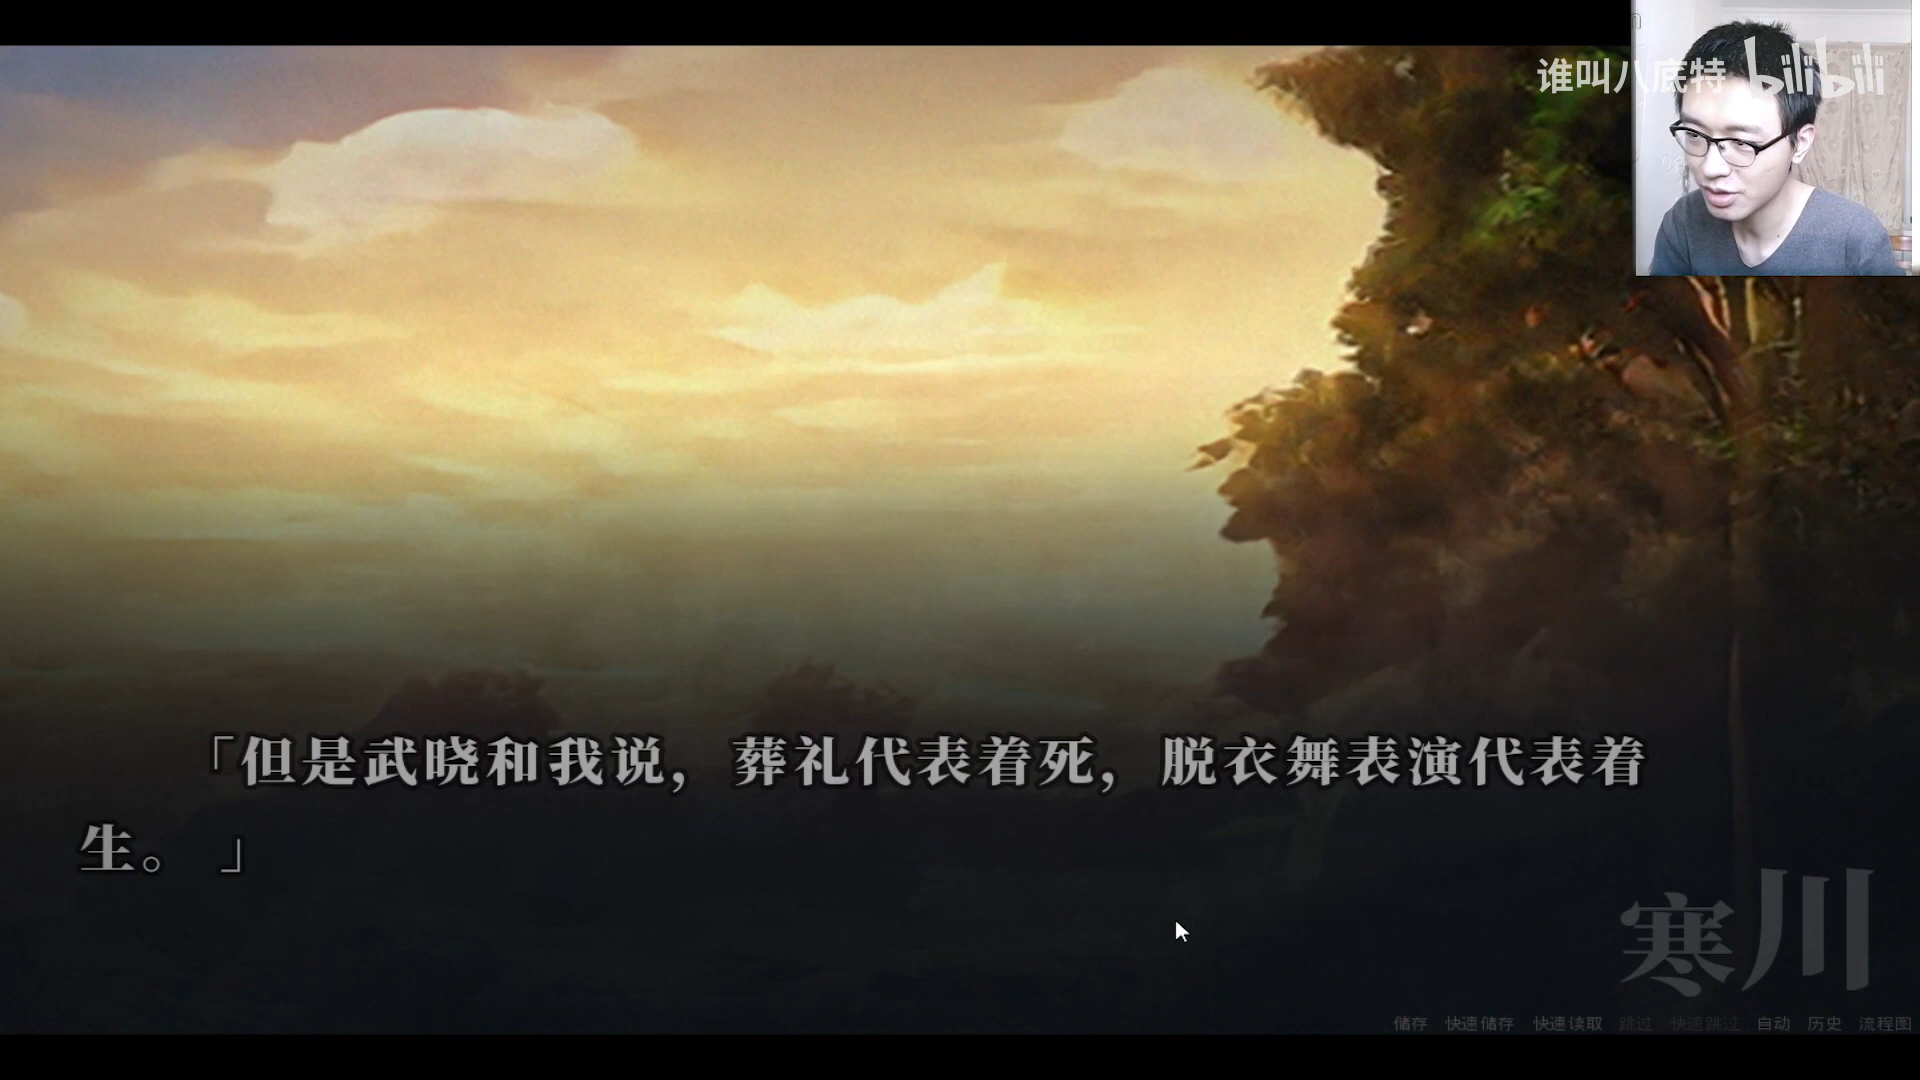 谁叫八底特 bilibili
「但是武晓和我说，葬礼代表着死，脱衣舞表演代表着
生。」
寒川
储存 快速储存 快速读取 跳过 快速跳过 自动 历史 流程图